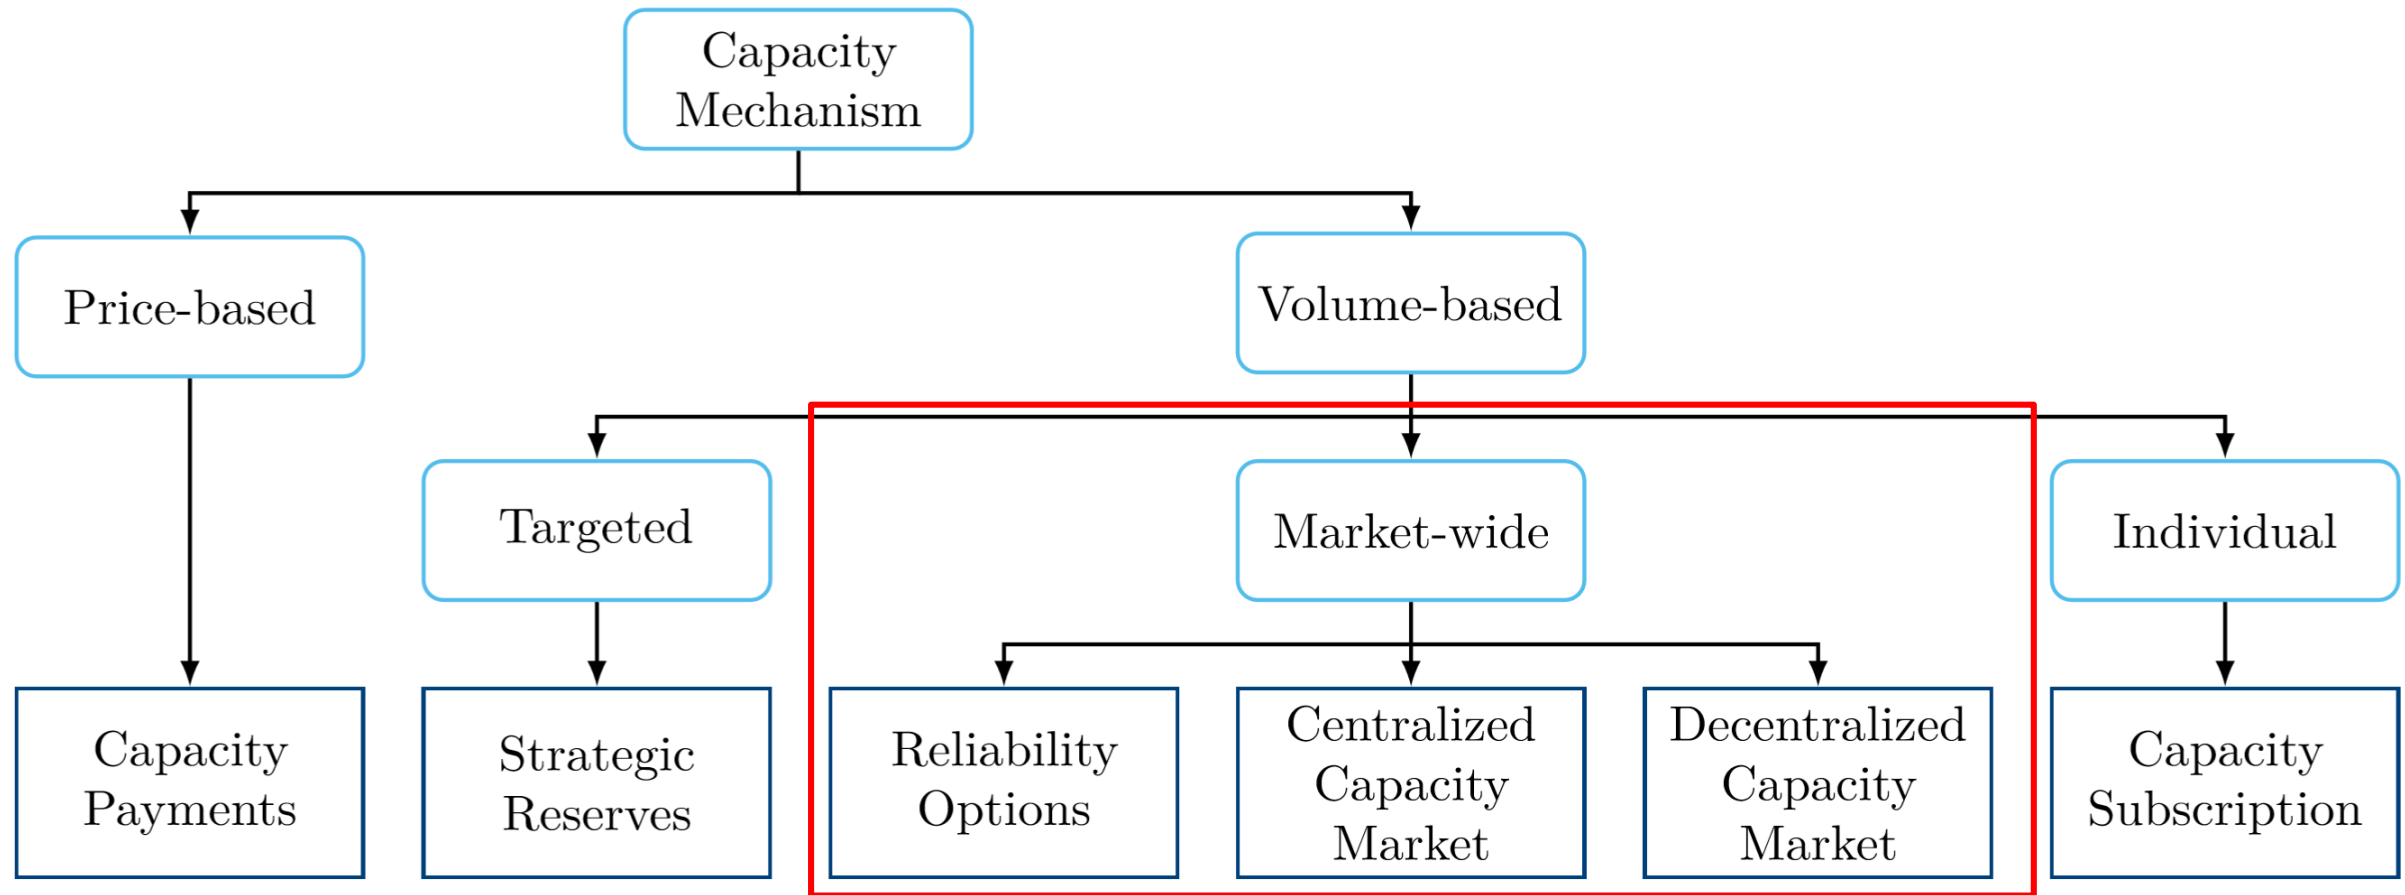 Capacity
Mechanism
Price-based
Volume-based
Targeted
Market-wide
Individual
Capacity
Payments
Strategic
Reserves
Reliability
Options
Centralized
Capacity
Market
Decentralized
Capacity
Market
Capacity
Subscription